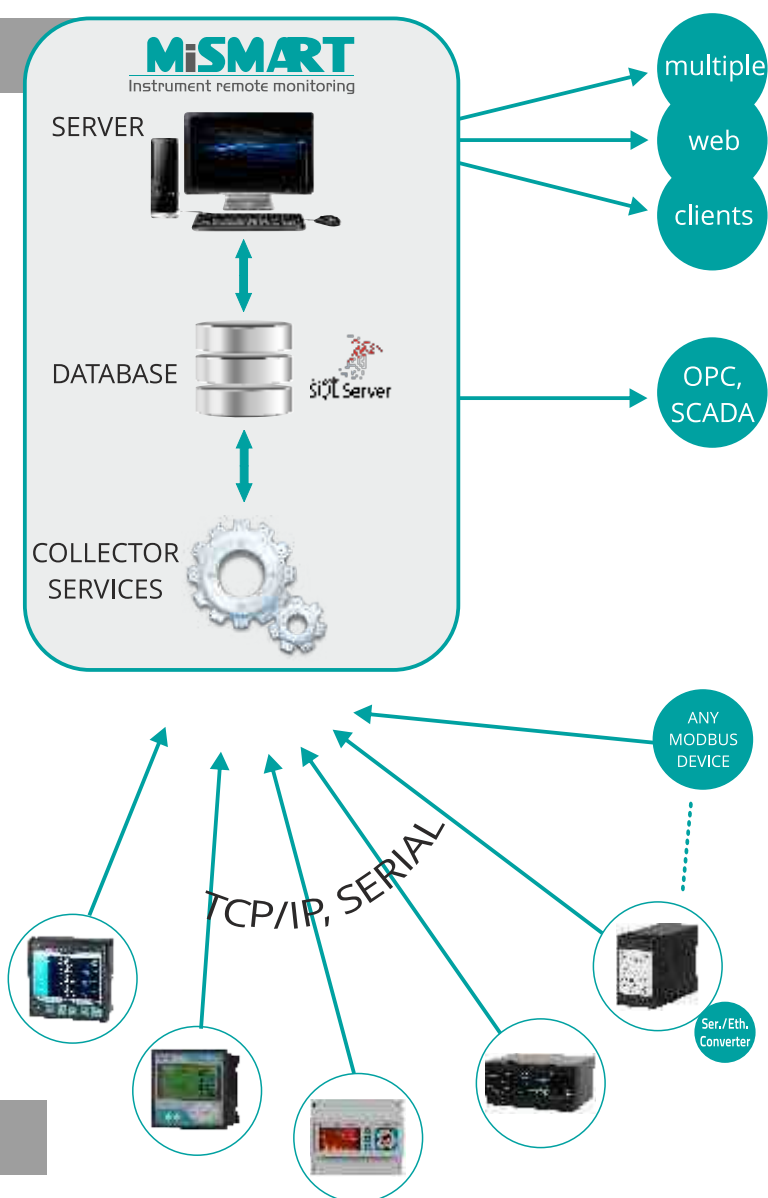 MiSMART
Instrument remote monitoring
SERVER
multiple
web
clients
DATABASE
SQL Server
OPC,
SCADA
COLLECTOR
SERVICES
ANY
MODBUS
DEVICE
TCP/IP, SERIAL
Ser./Eth.
Converter